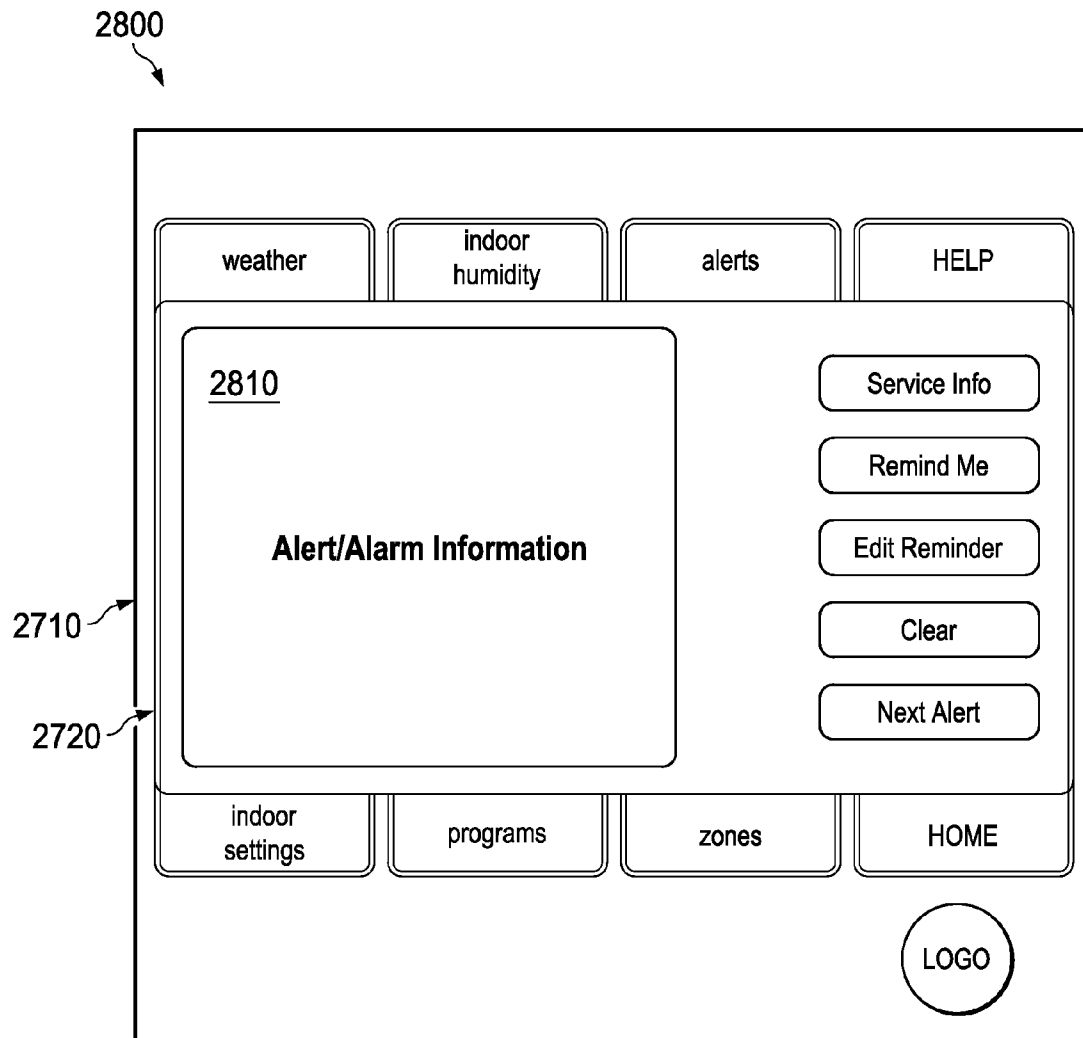 2800
weather
indoor
humidity
alerts
HELP
2810
Alert/Alarm Information
Service Info
Remind Me
Edit Reminder
Clear
Next Alert
2710
2720
indoor
settings
programs
zones
HOME
LOGO